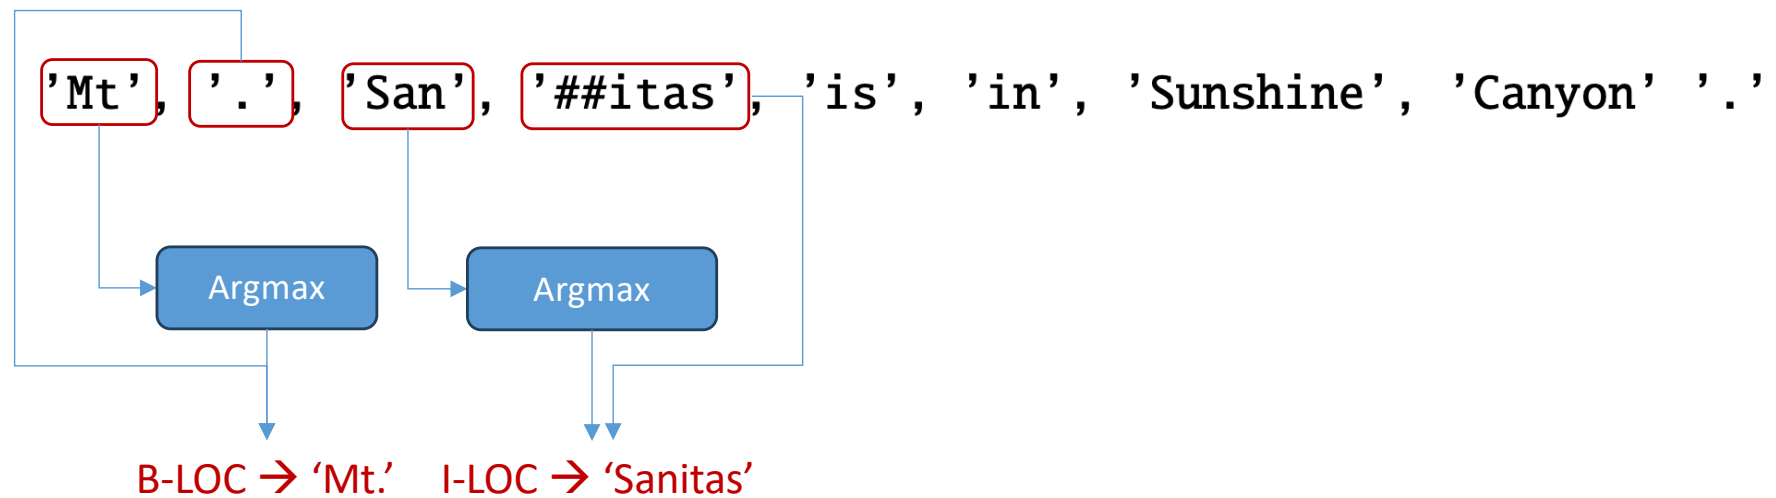 'Mt', '.', 'San', '##itas', 'is', 'in', 'Sunshine', 'Canyon' '.'
Argmax Argmax
B-LOC → ‘Mt.’ I-LOC → ‘Sanitas’